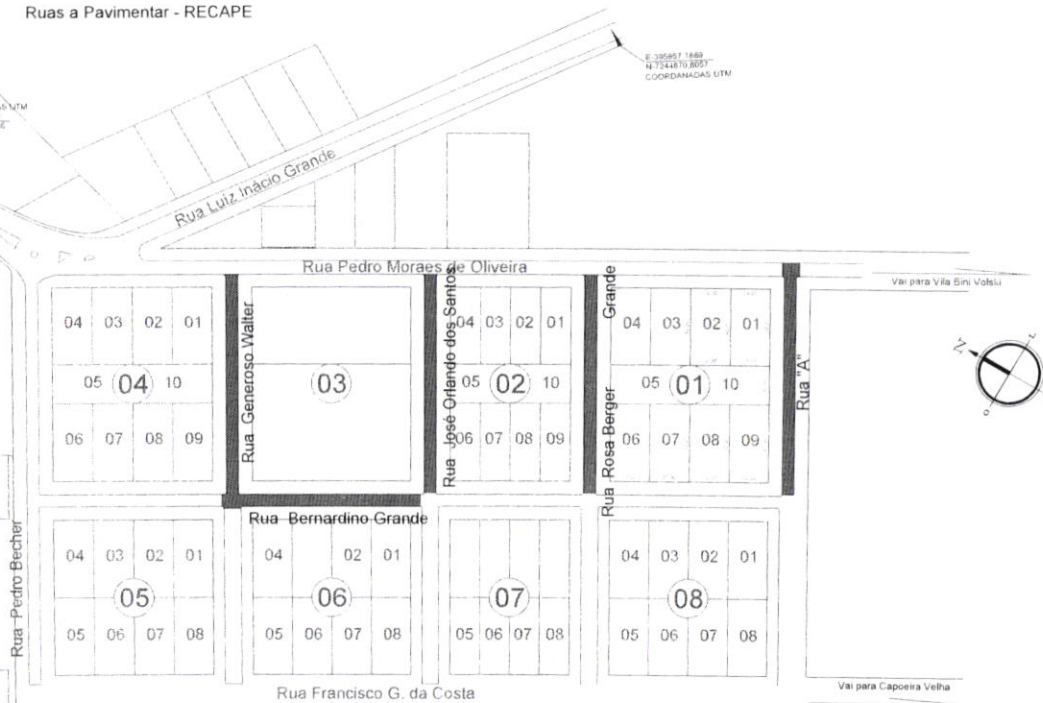 Ruas a Pavimentar - RECAPE
COORDANADAS UTM
Rua Luiz Inácio Grande
Rua Pedro Moraes de Oliveira
Vai para Vila Bini Volski
Rua Generoso Walter
Rua José Orlando dos Santos
Rua Rosa Berger Grande
Rua "A"
N
L
O
04 03 02 01
05 04 10
06 07 08 09
03
04 03 02 01
05 02 10
06 07 08 09
04 03 02 01
05 01 10
06 07 08 09
Rua Bernardino Grande
Rua Pedro Becher
04 03 02 01
05
05 06 07 08
04 02 01
06
05 06 07 08
07
05 06 07 08
04 03 02 01
08
05 06 07 08
Rua Francisco G. da Costa
Vai para Capoeira Velha